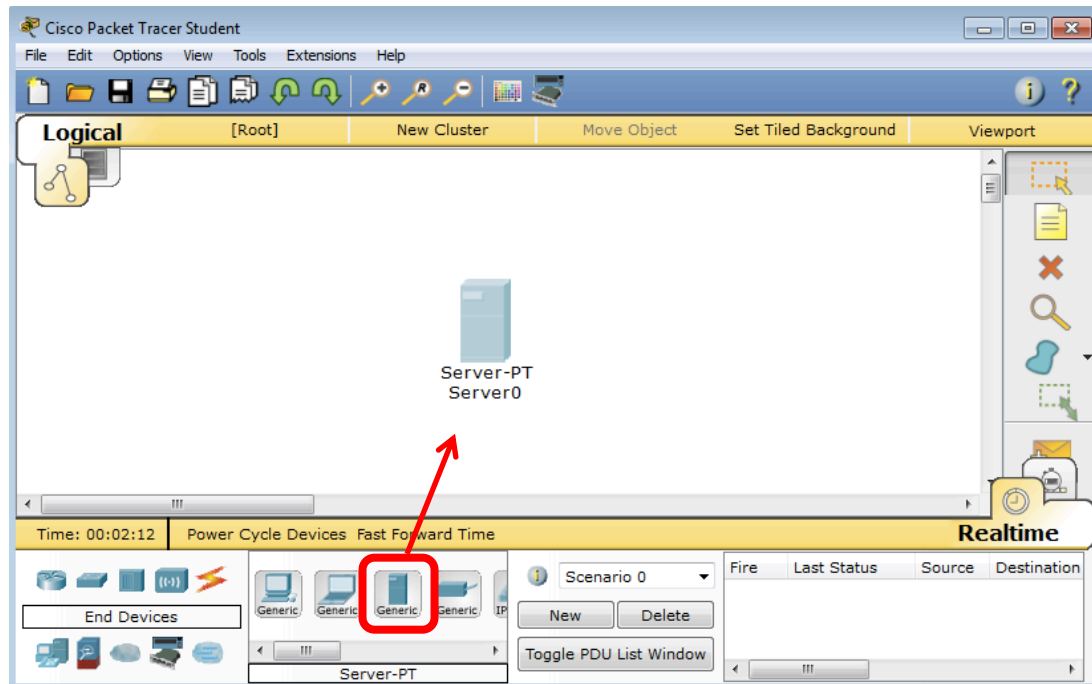 Cisco Packet Tracer Student
File Edit Options View Tools Extensions Help
Logical [Root] New Cluster Move Object Set Tiled Background Viewport
Server-PT
Server0
Time: 00:02:12 Power Cycle Devices Fast Forward Time Realtime
End Devices
Generic Generic Generic Generic IP
Server-PT
Scenario 0
New Delete
Toggle PDU List Window
Fire Last Status Source Destination